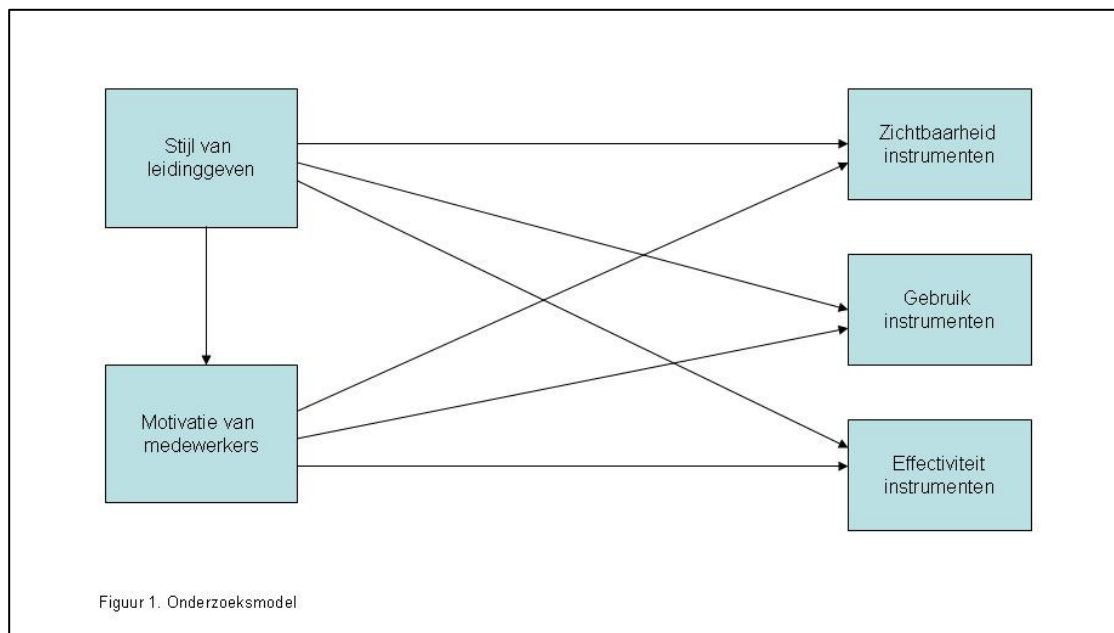 Stijl van
leidinggeven
Zichtbaarheid
instrumenten
Gebruik
instrumenten
Motivatie van
medewerkers
Effectiviteit
instrumenten
Figuur 1. Onderzoeksmodel